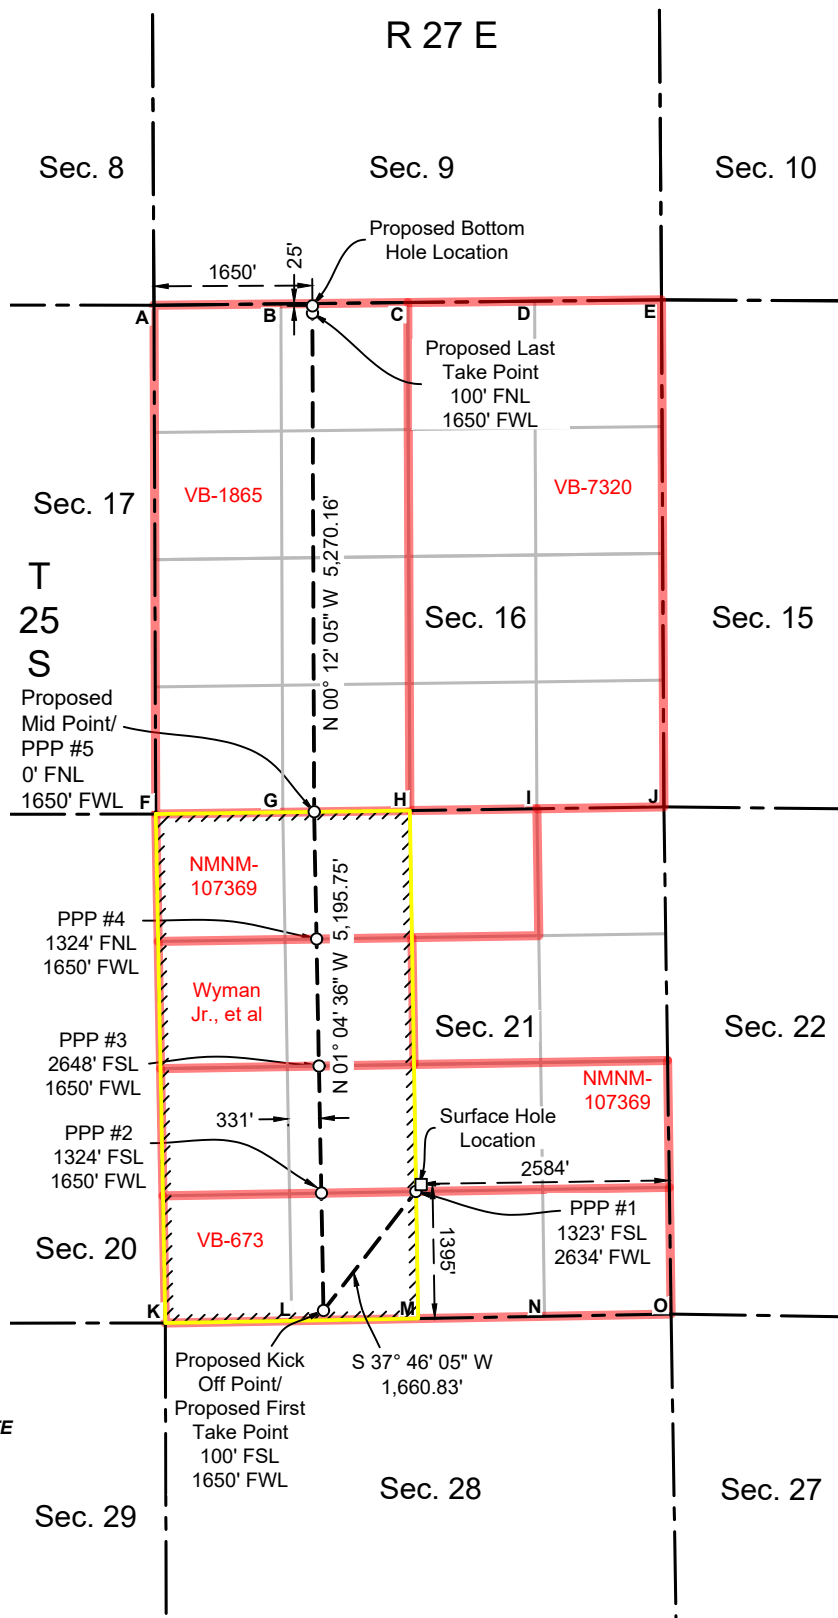 R 27 E
Sec. 8
Sec. 9
Sec. 10
Proposed Bottom
Hole Location
1650'
25'
A
B
C
D
E
Proposed Last
Take Point
100' FNL
1650' FWL
VB-1865
VB-7320
Sec. 17
N 00° 12' 05" W 5,270.16'
T
25
S
Sec. 16
Sec. 15
Proposed
Mid Point/
PPP #5
0' FNL
1650' FWL
F
G
H
I
J
NMNM-
107369
PPP #4
1324' FNL
1650' FWL
N 01° 04' 36" W 5,195.75'
Wyman
Jr., et al
Sec. 21
Sec. 22
PPP #3
2648' FSL
1650' FWL
NMNM-
107369
331'
Surface Hole
Location
PPP #2
1324' FSL
1650' FWL
2584'
PPP #1
1323' FSL
2634' FWL
1395'
Sec. 20
VB-673
K
L
M
N
O
Proposed Kick
Off Point/
Proposed First
Take Point
100' FSL
1650' FWL
S 37° 46' 05" W
1,660.83'
Sec. 29
Sec. 28
Sec. 27